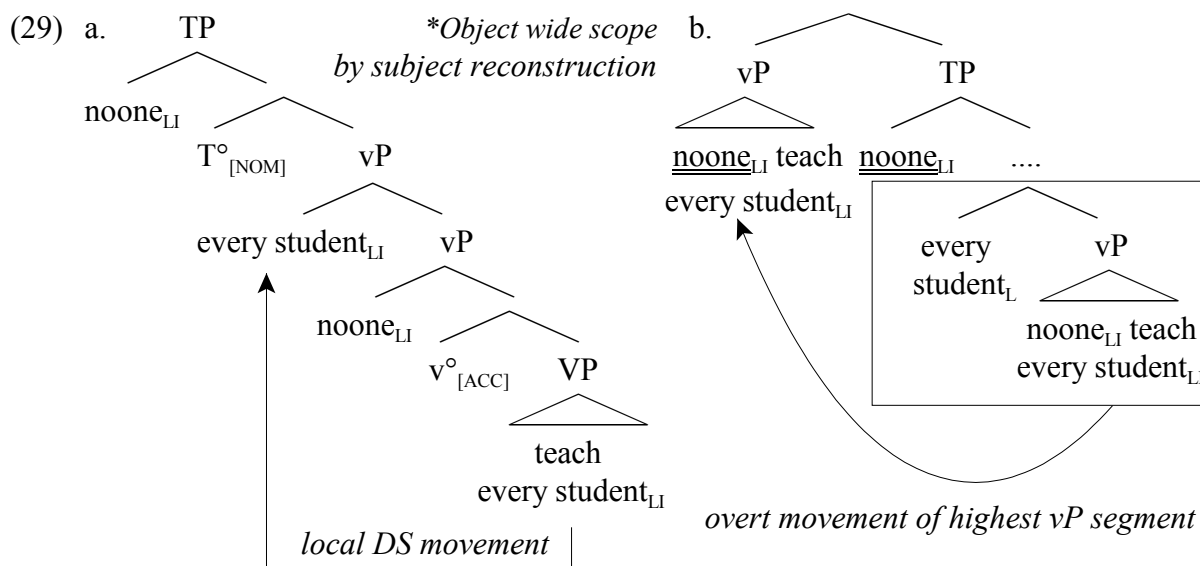 (29) a. TP
*Object wide scope
by subject reconstruction
noone_LI
T°_[NOM] vP
every student_LI vP
noone_LI
v°_[ACC] VP
teach
every student_LI
local DS movement
b.
vP TP
noone_LI teach noone_LI ....
every student_LI
every vP
student_L
noone_LI teach
every student_LI
overt movement of highest vP segment